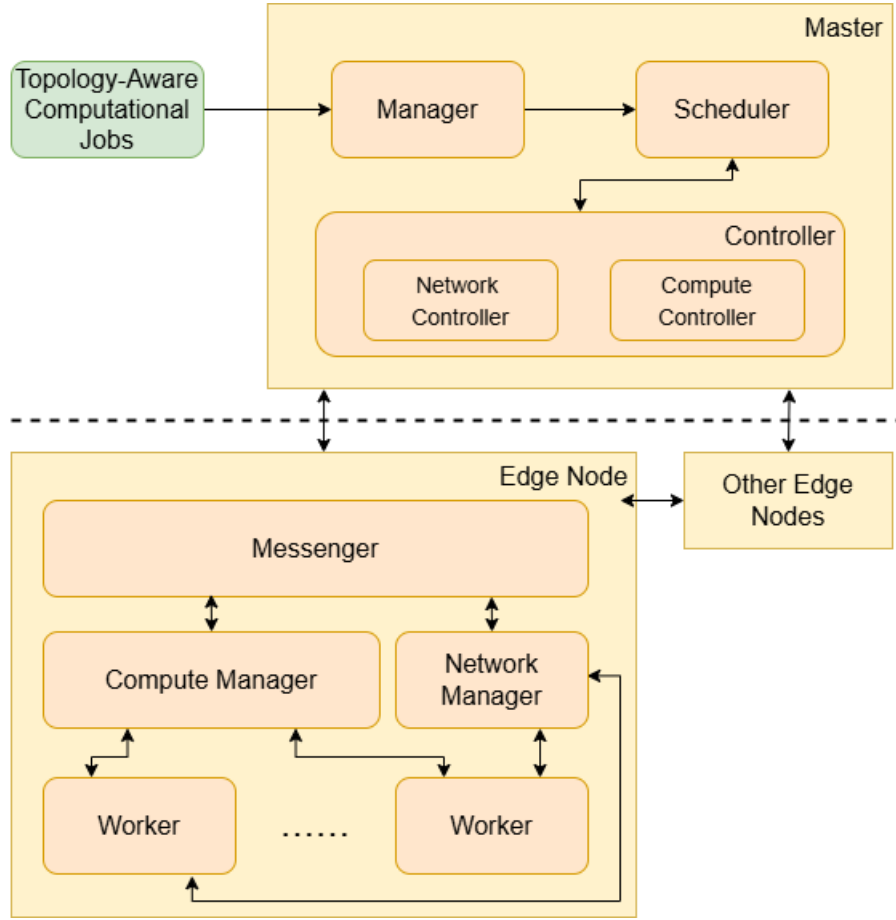 Master
Topology-Aware
Computational
Jobs
Manager
Scheduler
Controller
Network
Controller
Compute
Controller
Edge Node
Other Edge
Nodes
Messenger
Compute Manager
Network
Manager
Worker
......
Worker